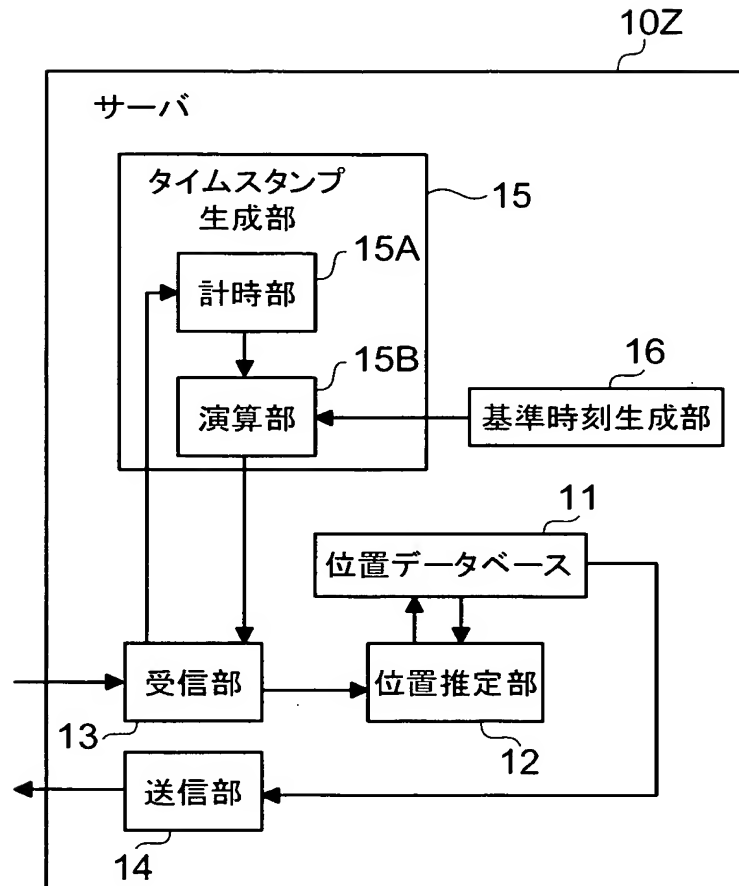 10Z
サーバ
タイムスタンプ
生成部
15
15A
計時部
15B
演算部
16
基準時刻生成部
11
位置データベース
受信部
13
位置推定部
12
送信部
14